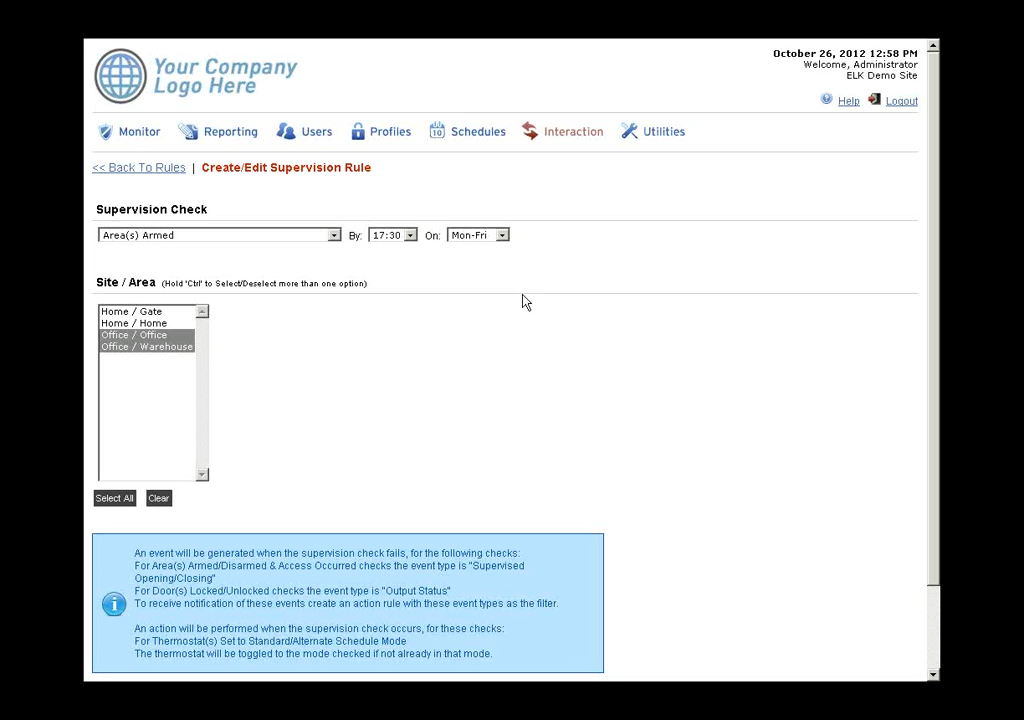 Your Company
Logo Here
October 26, 2012 12:58 PM
Welcome, Administrator
ELK Demo Site
Help Logout
Monitor Reporting Users Profiles 10 Schedules Interaction Utilities
<< Back To Rules | Create/Edit Supervision Rule
Supervision Check
Area(s) Armed By: 17:30 On: Mon-Fri
Site / Area (Hold 'Ctrl' to Select/Deselect more than one option)
Home / Gate
Home / Home
Office / Office
Office / Warehouse
Select All Clear
An event will be generated when the supervision check fails, for the following checks:
For Area(s) Armed/Disarmed & Access Occurred checks the event type is "Supervised
Opening/Closing"
For Door(s) Locked/Unlocked checks the event type is "Output Status"
To receive notification of these events create an action rule with these event types as the filter.
An action will be performed when the supervision check occurs, for these checks:
For Thermostat(s) Set to Standard/Alternate Schedule Mode
The thermostat will be toggled to the mode checked if not already in that mode.